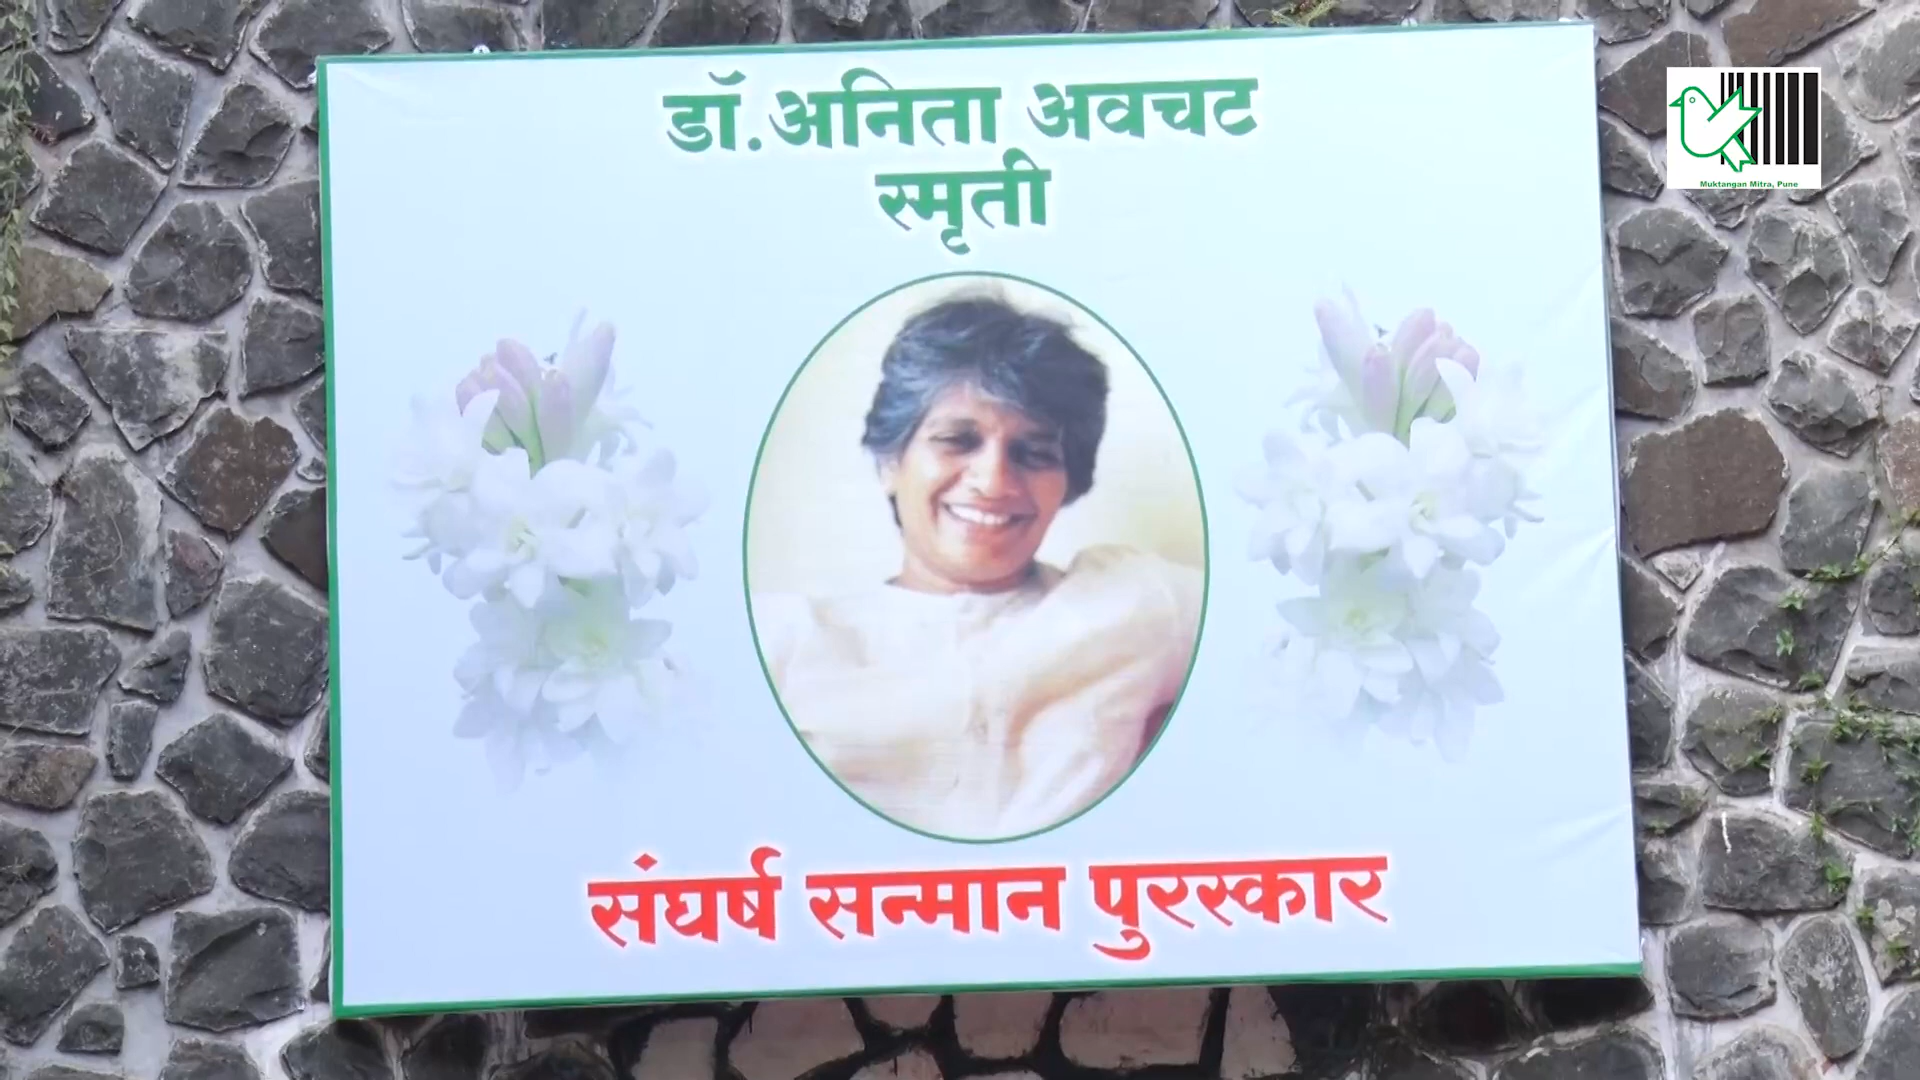 डॉ. अनिता अवचट
स्मृती
संघर्ष सन्मान पुरस्कार
Muktangan Mitra, Pune